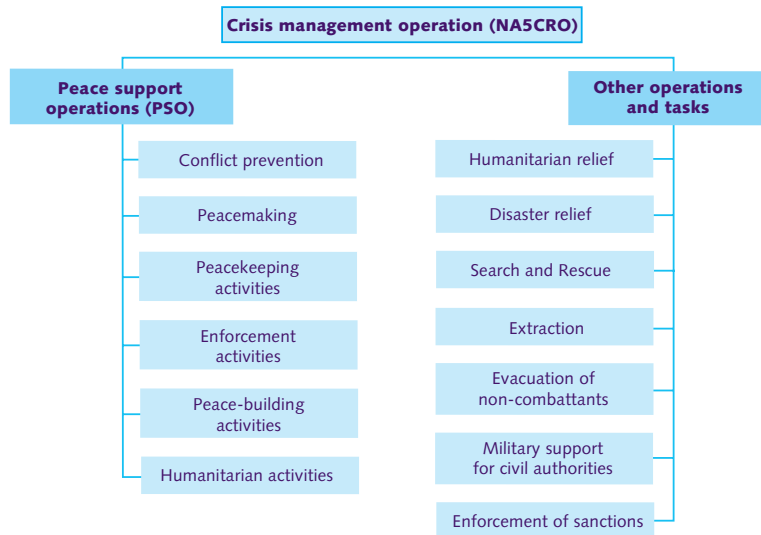 Crisis management operation (NA5CRO)
Peace support
operations (PSO)
Conflict prevention
Peacemaking
Peacekeeping
activities
Enforcement
activities
Peace-building
activities
Humanitarian activities
Other operations
and tasks
Humanitarian relief
Disaster relief
Search and Rescue
Extraction
Evacuation of
non-combattants
Military support
for civil authorities
Enforcement of sanctions